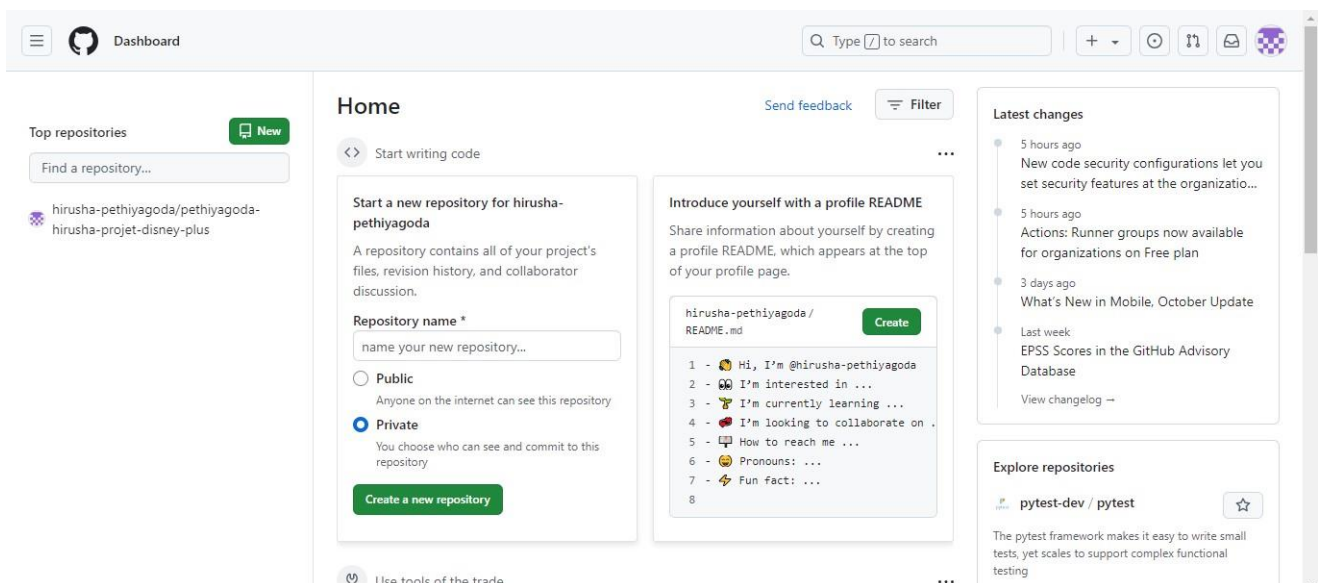 Dashboard
Type / to search
Top repositories
New
Find a repository...
hirusha-pethiyagoda/pethiyagoda-
hirusha-projet-disney-plus
Home
Send feedback
Filter
Start writing code
Start a new repository for hirusha-
pethiyagoda
A repository contains all of your project's
files, revision history, and collaborator
discussion.
Repository name *
name your new repository...
Public
Anyone on the internet can see this repository
Private
You choose who can see and commit to this
repository
Create a new repository
Introduce yourself with a profile README
Share information about yourself by creating
a profile README, which appears at the top
of your profile page.
hirusha-pethiyagoda/
README.md
Create
1 - 👋 Hi, I'm @hirusha-pethiyagoda
2 - 👀 I'm interested in ...
3 - 🌱 I'm currently learning ...
4 - 💞️ I'm looking to collaborate on .
5 - 📫 How to reach me ...
6 - 😄 Pronouns: ...
7 - ⚡ Fun fact: ...
8
Use tools of the trade
Latest changes
5 hours ago
New code security configurations let you
set security features at the organizatio...
5 hours ago
Actions: Runner groups now available
for organizations on Free plan
3 days ago
What's New in Mobile, October Update
Last week
EPSS Scores in the GitHub Advisory
Database
View changelog →
Explore repositories
pytest-dev / pytest
The pytest framework makes it easy to write small
tests, yet scales to support complex functional
testing